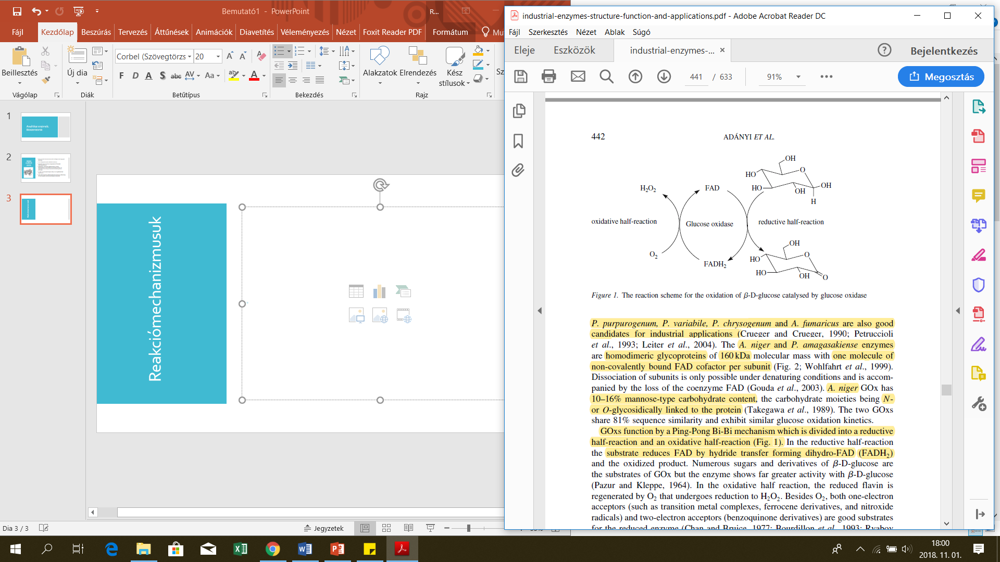 Bemutató1 - PowerPoint
R...
Fájl
Kezdőlap
Beszúrás
Tervezés
Áttűnések
Animációk
Diavetítés
Véleményezés
Nézet
Foxit Reader PDF
Formátum
Beillesztés
Új dia
Corbel (Szövegtörzs
20
F D A S abc AV Aa A
Alakzatok
Elrendezés
Kész
stílusok
Vágólap
Diák
Betűtípus
Bekezdés
Rajz
1
2
3
Reakciómechanizmusuk
Dia 3 / 3
Jegyzetek
industrial-enzymes-structure-function-and-applications.pdf - Adobe Acrobat Reader DC
Fájl Szerkesztés Nézet Ablak Súgó
Eleje
Eszközök
industrial-enzymes-...
Bejelentkezés
441 / 633
91%
Megosztás
442
ADÁNYI ET AL.
OH
HO
O
HO
OH
OH
H
H2O2
FAD
oxidative half-reaction
Glucose oxidase
reductive half-reaction
O2
FADH2
OH
HO
O
HO
OH
O
Figure 1. The reaction scheme for the oxidation of β-D-glucose catalysed by glucose oxidase
P. purpurogenum, P. variabile, P. chrysogenum and A. fumaricus are also good
candidates for industrial applications (Crueger and Crueger, 1990; Petruccioli
et al., 1993; Leiter et al., 2004). The A. niger and P. amagasakiense enzymes
are homodimeric glycoproteins of 160 kDa molecular mass with one molecule of
non-covalently bound FAD cofactor per subunit (Fig. 2; Wohlfahrt et al., 1999).
Dissociation of subunits is only possible under denaturing conditions and is accom-
panied by the loss of the coenzyme FAD (Gouda et al., 2003). A. niger GOx has
10–16% mannose-type carbohydrate content, the carbohydrate moieties being N-
or O-glycosidically linked to the protein (Takegawa et al., 1989). The two GOxs
share 81% sequence similarity and exhibit similar glucose oxidation kinetics.
GOxs function by a Ping-Pong Bi-Bi mechanism which is divided into a reductive
half-reaction and an oxidative half-reaction (Fig. 1). In the reductive half-reaction
the substrate reduces FAD by hydride transfer forming dihydro-FAD (FADH2)
and the oxidized product. Numerous sugars and derivatives of β-D-glucose are
the substrates of GOx but the enzyme shows far greater activity with β-D-glucose
(Pazur and Kleppe, 1964). In the oxidative half reaction, the reduced flavin is
regenerated by O2 that undergoes reduction to H2O2. Besides O2, both one-electron
acceptors (such as transition metal complexes, ferrocene derivatives, and nitroxide
radicals) and two-electron acceptors (benzoquinone derivatives) are good substrates
for the reduced enzyme (Chan and Bruice, 1977; Bourdillon et al., 1993; Ryabov
18:00
2018. 11. 01.